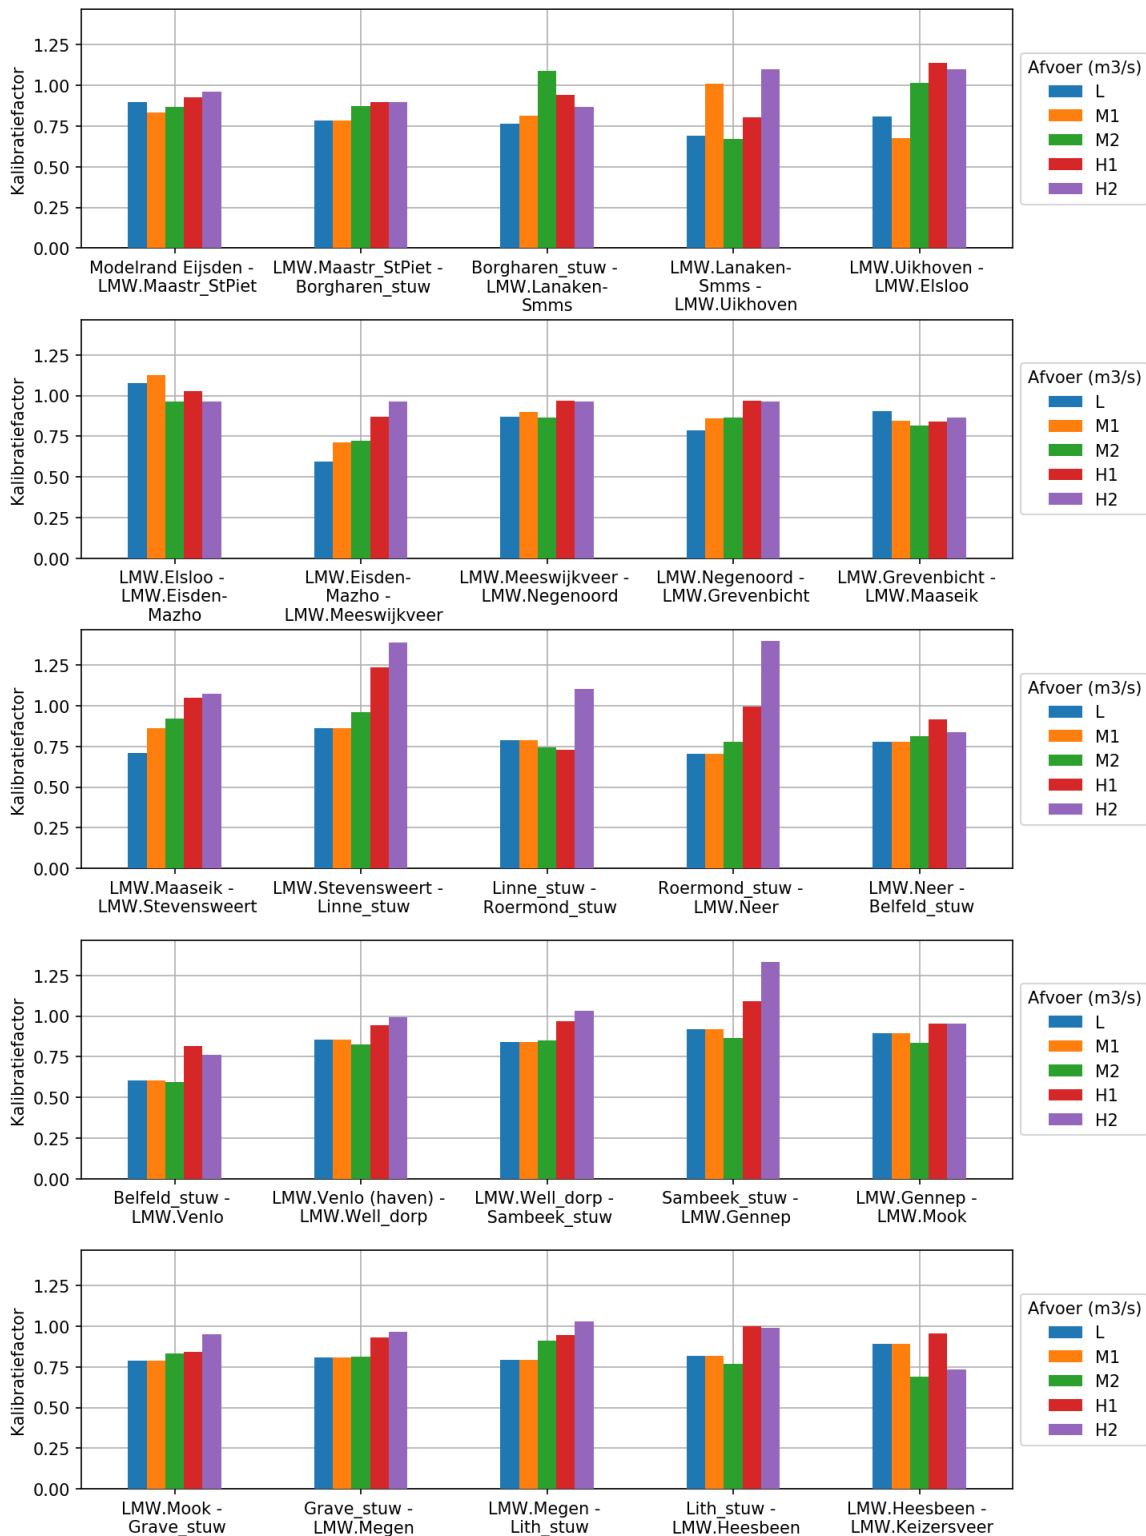 Kalibratiefactor
1.25
1.00
0.75
0.50
0.25
0.00
Modelrand Eijsden -
LMW.Maastr_StPiet
LMW.Maastr_StPiet -
Borgharen_stuw
Borgharen_stuw -
LMW.Lanaken-
Smms
LMW.Lanaken-
Smms -
LMW.Uikhoven
LMW.Uikhoven -
LMW.Elsloo
Afvoer (m3/s)
L
M1
M2
H1
H2
Kalibratiefactor
1.25
1.00
0.75
0.50
0.25
0.00
LMW.Elsloo -
LMW.Eisden-
Mazho
LMW.Eisden-
Mazho -
LMW.Meeswijkveer
LMW.Meeswijkveer -
LMW.Negenoord
LMW.Negenoord -
LMW.Grevenbicht
LMW.Grevenbicht -
LMW.Maaseik
Afvoer (m3/s)
L
M1
M2
H1
H2
Kalibratiefactor
1.25
1.00
0.75
0.50
0.25
0.00
LMW.Maaseik -
LMW.Stevensweert
LMW.Stevensweert -
Linne_stuw
Linne_stuw -
Roermond_stuw
Roermond_stuw -
LMW.Neer
LMW.Neer -
Belfeld_stuw
Afvoer (m3/s)
L
M1
M2
H1
H2
Kalibratiefactor
1.25
1.00
0.75
0.50
0.25
0.00
Belfeld_stuw -
LMW.Venlo
LMW.Venlo (haven) -
LMW.Well_dorp
LMW.Well_dorp -
Sambeek_stuw
Sambeek_stuw -
LMW.Gennep
LMW.Gennep -
LMW.Mook
Afvoer (m3/s)
L
M1
M2
H1
H2
Kalibratiefactor
1.25
1.00
0.75
0.50
0.25
0.00
LMW.Mook -
Grave_stuw
Grave_stuw -
LMW.Megen
LMW.Megen -
Lith_stuw
Lith_stuw -
LMW.Heesbeen
LMW.Heesbeen -
LMW.Keizersveer
Afvoer (m3/s)
L
M1
M2
H1
H2